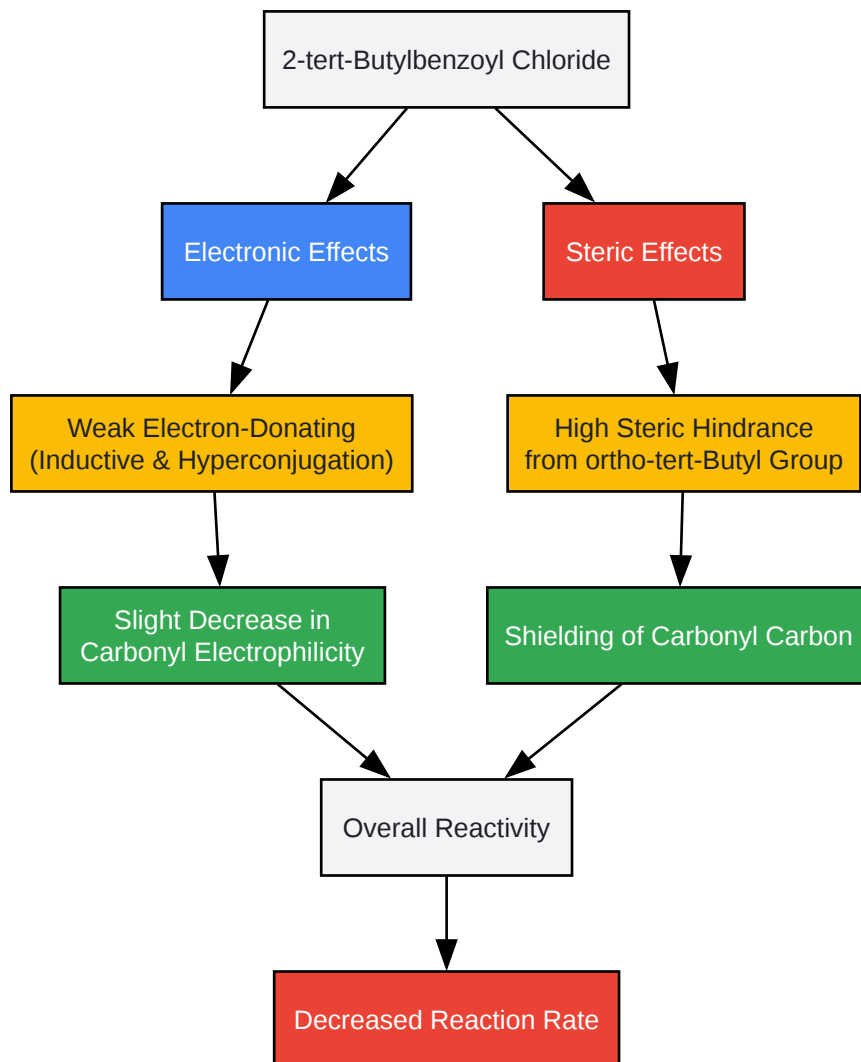 2-tert-Butylbenzoyl Chloride
Electronic Effects
Steric Effects
Weak Electron-Donating
(Inductive & Hyperconjugation)
High Steric Hindrance
from ortho-tert-Butyl Group
Slight Decrease in
Carbonyl Electrophilicity
Shielding of Carbonyl Carbon
Overall Reactivity
Decreased Reaction Rate